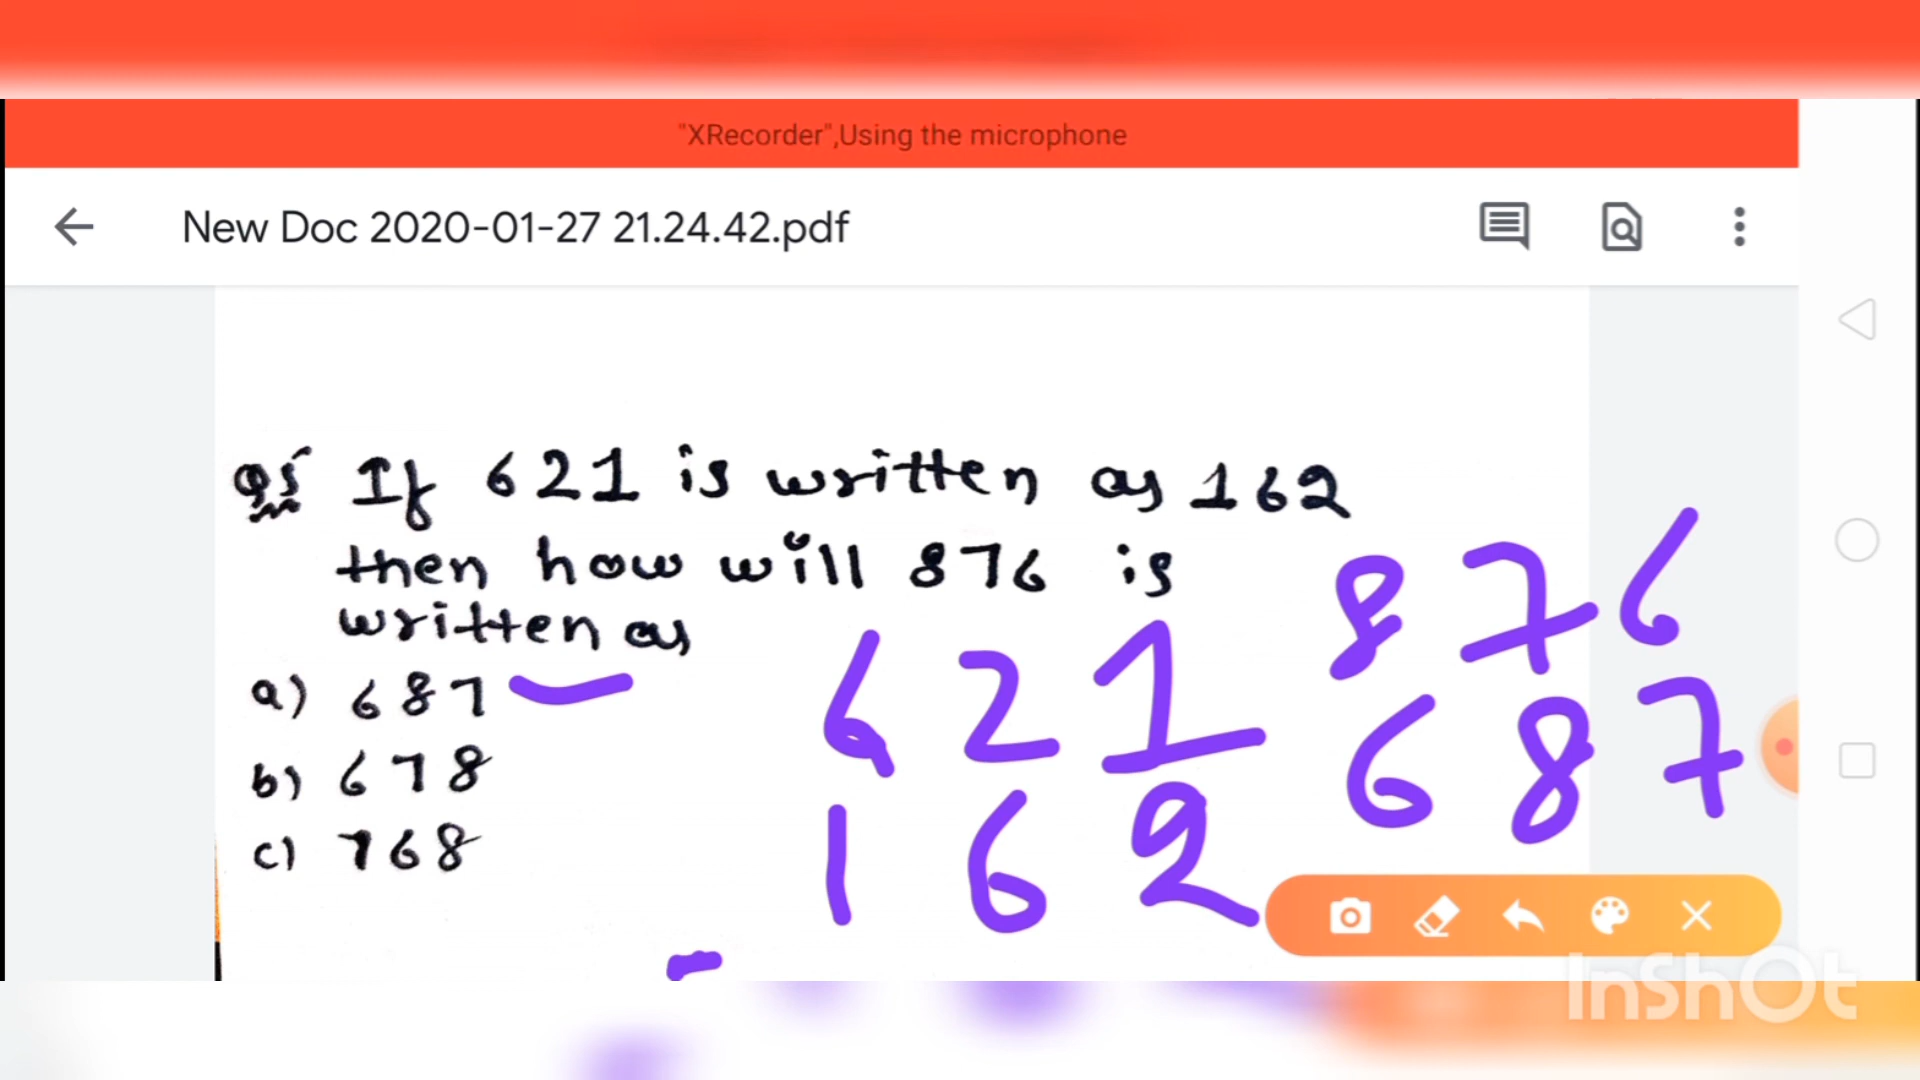 "XRecorder",Using the microphone
New Doc 2020-01-27 21.24.42.pdf
Q5 If 621 is written as 162
then how will 876 is
written as
a) 687
b) 678
c) 768
621
162
876
687
InShOt